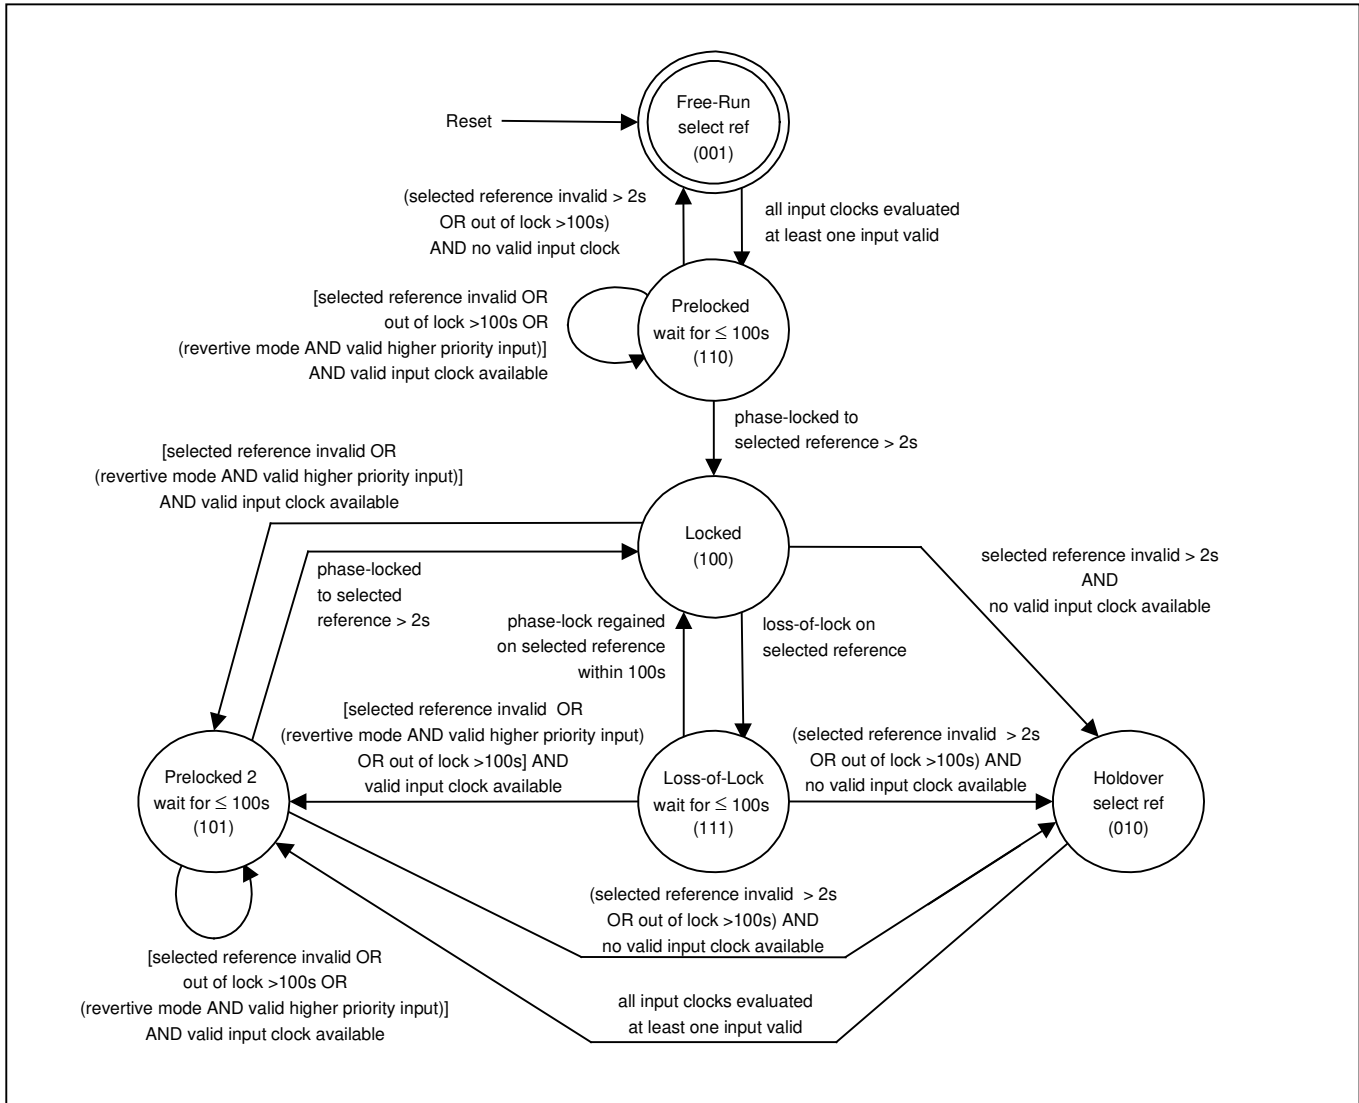 Free-Run
select ref
(001)
Reset
(selected reference invalid > 2s
OR out of lock >100s)
AND no valid input clock
all input clocks evaluated
at least one input valid
[selected reference invalid OR
out of lock >100s OR
(revertive mode AND valid higher priority input)]
AND valid input clock available
Prelocked
wait for ≤ 100s
(110)
phase-locked to
selected reference > 2s
[selected reference invalid OR
(revertive mode AND valid higher priority input)]
AND valid input clock available
Locked
(100)
phase-locked
to selected
reference > 2s
selected reference invalid > 2s
AND
no valid input clock available
phase-lock regained
on selected reference
within 100s
loss-of-lock on
selected reference
[selected reference invalid OR
(revertive mode AND valid higher priority input)
OR out of lock >100s] AND
valid input clock available
(selected reference invalid > 2s
OR out of lock >100s) AND
no valid input clock available
Prelocked 2
wait for ≤ 100s
(101)
Loss-of-Lock
wait for ≤ 100s
(111)
Holdover
select ref
(010)
(selected reference invalid > 2s
OR out of lock >100s) AND
no valid input clock available
[selected reference invalid OR
out of lock >100s OR
(revertive mode AND valid higher priority input)]
AND valid input clock available
all input clocks evaluated
at least one input valid